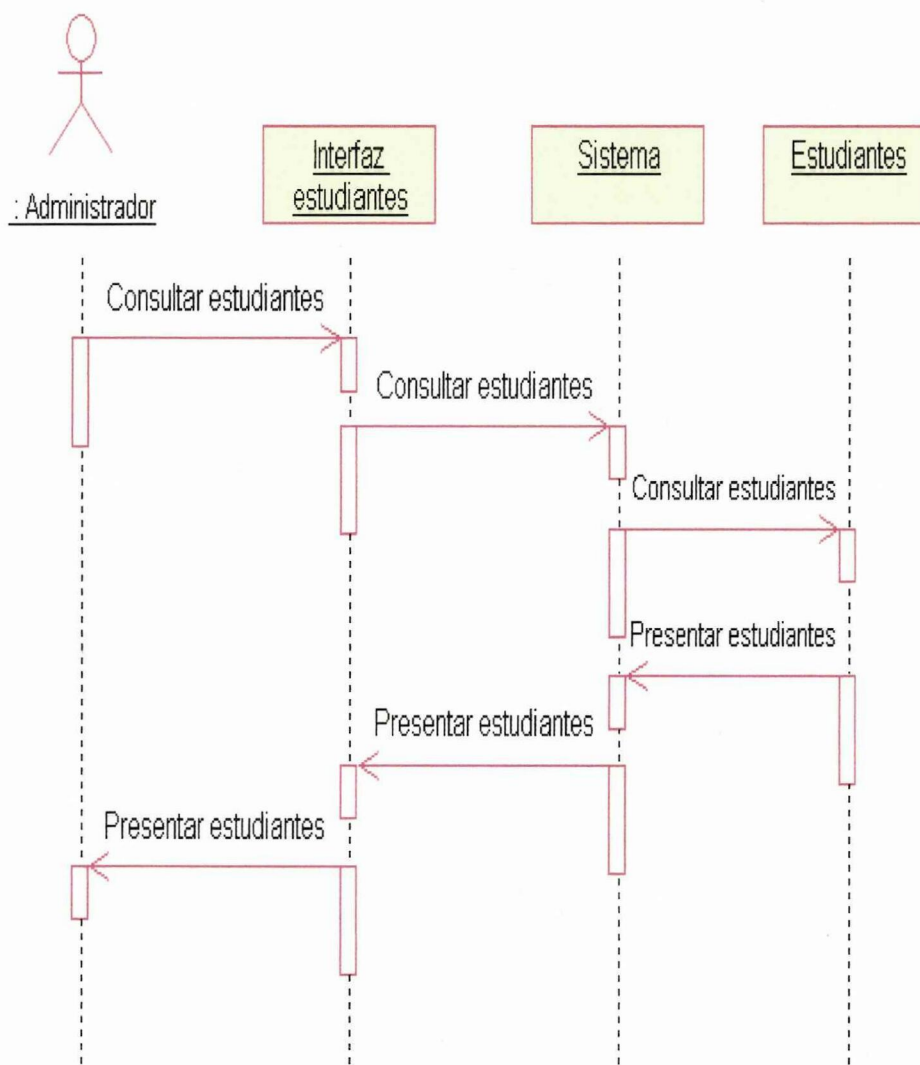 : Administrador
Interfaz
estudiantes
Sistema
Estudiantes
Consultar estudiantes
Consultar estudiantes
Consultar estudiantes
Presentar estudiantes
Presentar estudiantes
Presentar estudiantes